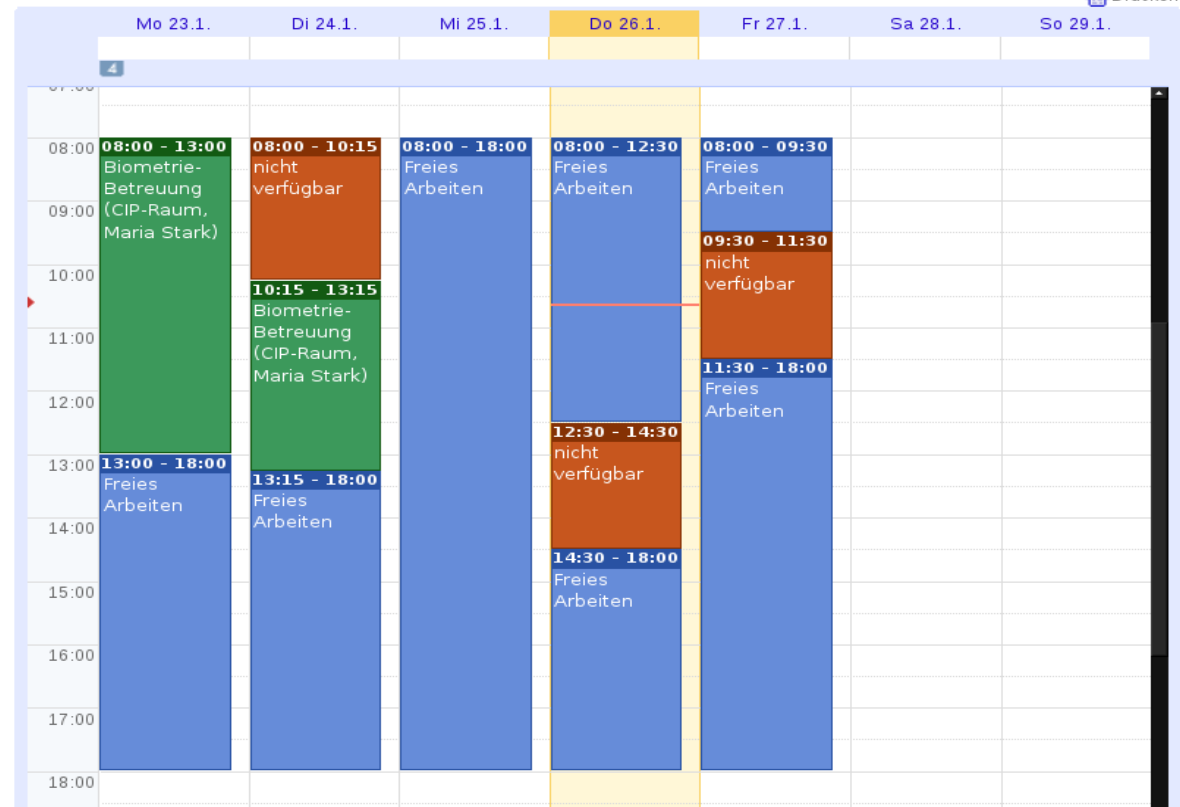 Mo 23.1. Di 24.1. Mi 25.1. Do 26.1. Fr 27.1. Sa 28.1. So 29.1.
4
07:00
08:00
09:00
10:00
11:00
12:00
13:00
14:00
15:00
16:00
17:00
18:00
08:00 - 13:00
Biometrie-
Betreuung
(CIP-Raum,
Maria Stark)
13:00 - 18:00
Freies
Arbeiten
08:00 - 10:15
nicht
verfügbar
10:15 - 13:15
Biometrie-
Betreuung
(CIP-Raum,
Maria Stark)
13:15 - 18:00
Freies
Arbeiten
08:00 - 18:00
Freies
Arbeiten
08:00 - 12:30
Freies
Arbeiten
12:30 - 14:30
nicht
verfügbar
14:30 - 18:00
Freies
Arbeiten
08:00 - 09:30
Freies
Arbeiten
09:30 - 11:30
nicht
verfügbar
11:30 - 18:00
Freies
Arbeiten